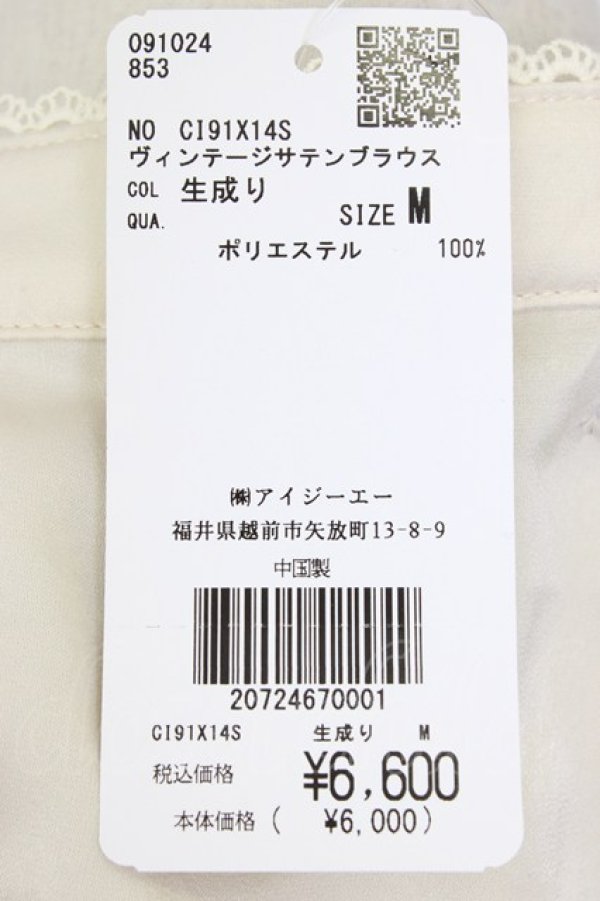 091024
853
NO CI91X14S
ヴィンテージサテンブラウス
COL 生成り
QUA. SIZE M
ポリエステル 100%
㈱アイジーエー
福井県越前市矢放町13-8-9
中国製
20724670001
CI91X14S 生成り M
税込価格 ¥6,600
本体価格( ¥6,000)